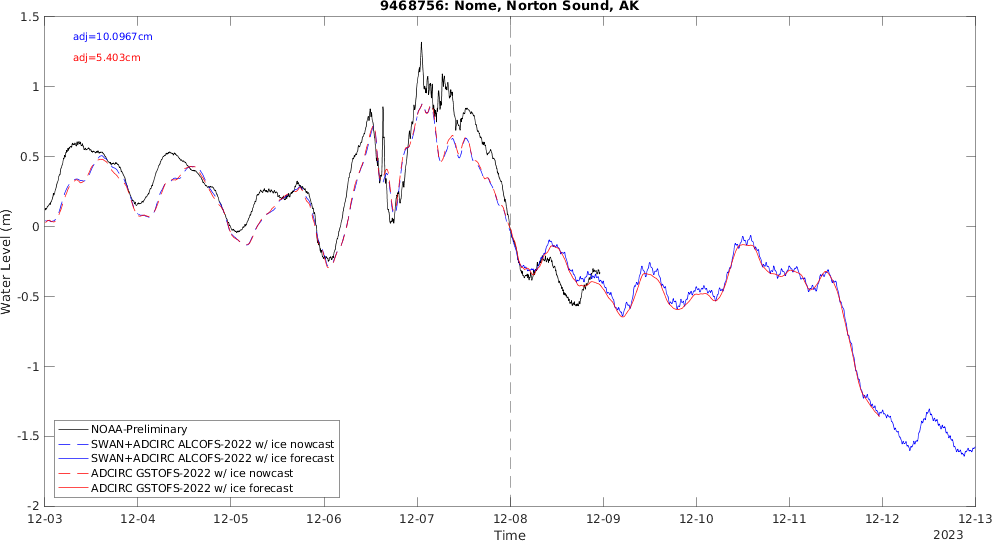 9468756: Nome, Norton Sound, AK
adj=10.0967cm
adj=5.403cm
1.5
1
0.5
0
-0.5
-1
-1.5
-2
Water Level (m)
NOAA-Preliminary
SWAN+ADCIRC ALCOFS-2022 w/ ice nowcast
SWAN+ADCIRC ALCOFS-2022 w/ ice forecast
ADCIRC GSTOFS-2022 w/ ice nowcast
ADCIRC GSTOFS-2022 w/ ice forecast
12-03 12-04 12-05 12-06 12-07 12-08 12-09 12-10 12-11 12-12 12-13
Time
2023